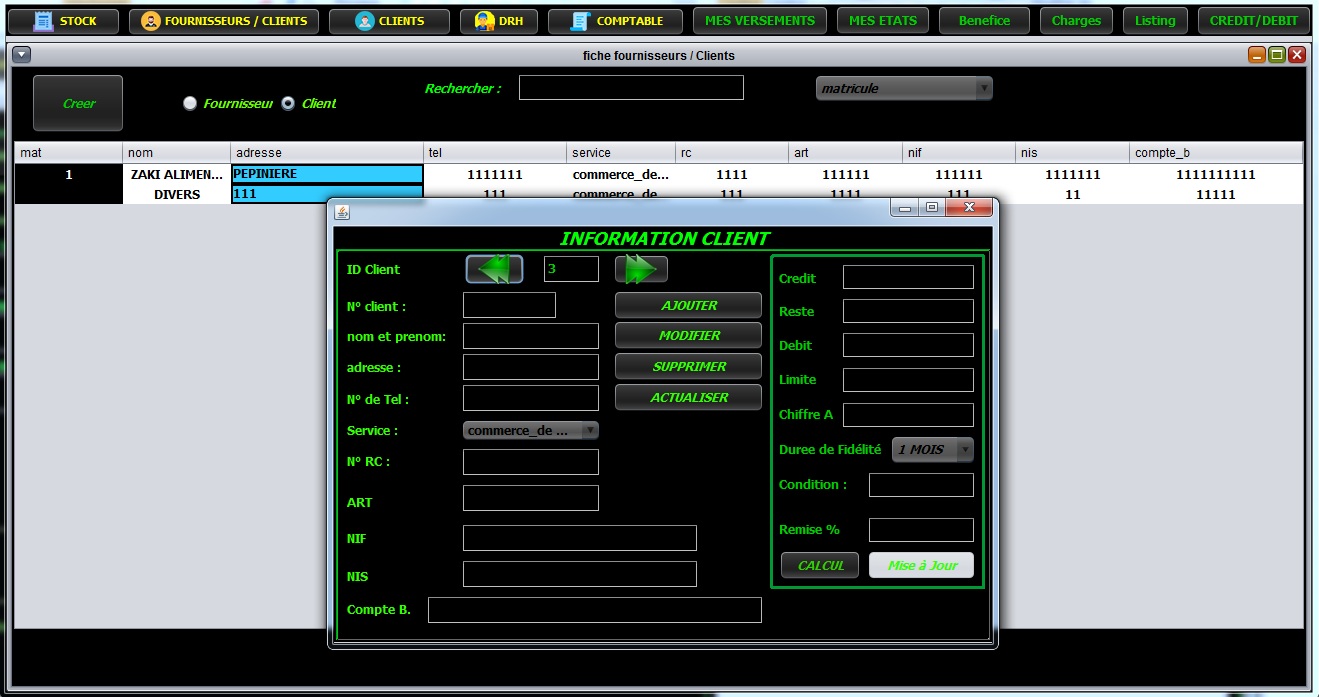 STOCK FOURNISSEURS / CLIENTS CLIENTS DRH COMPTABLE MES VERSEMENTS MES ETATS Benefice Charges Listing CREDIT/DEBIT
fiche fournisseurs / Clients
Creer Fournisseur Client Rechercher : matricule
mat nom adresse tel service rc art nif nis compte_b
1 ZAKI ALIMEN... PEPINIERE 1111111 commerce_de... 1111 111111 111111 1111111 1111111111
DIVERS 111 111 commerce_de 111 1111 111 11 11111
INFORMATION CLIENT
ID Client 3
N° client : AJOUTER
nom et prenom: MODIFIER
adresse : SUPPRIMER
N° de Tel : ACTUALISER
Service : commerce_de ...
N° RC :
ART
NIF
NIS
Compte B.
Credit
Reste
Debit
Limite
Chiffre A
Duree de Fidélité 1 MOIS
Condition :
Remise %
CALCUL Mise à Jour